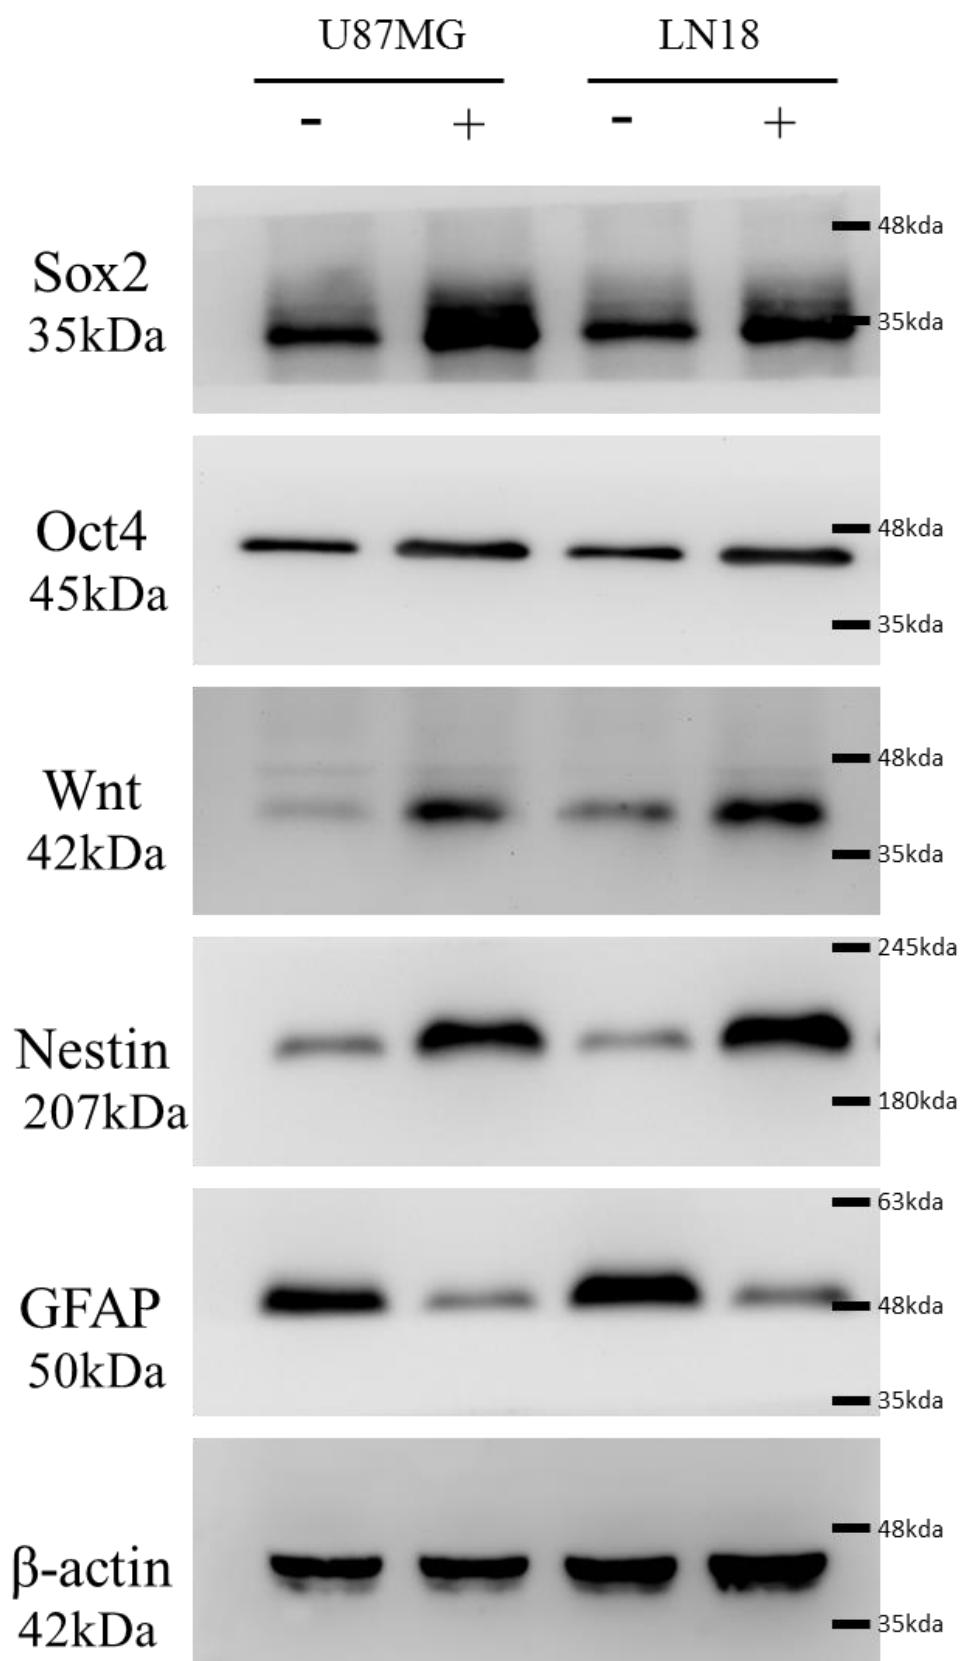 U87MG LN18
- + - +
48kda
Sox2
35kDa
35kda
48kda
Oct4
45kDa
35kda
48kda
Wnt
42kDa
35kda
245kda
Nestin
207kDa
180kda
63kda
GFAP
48kda
50kDa
35kda
48kda
β-actin
42kDa
35kda